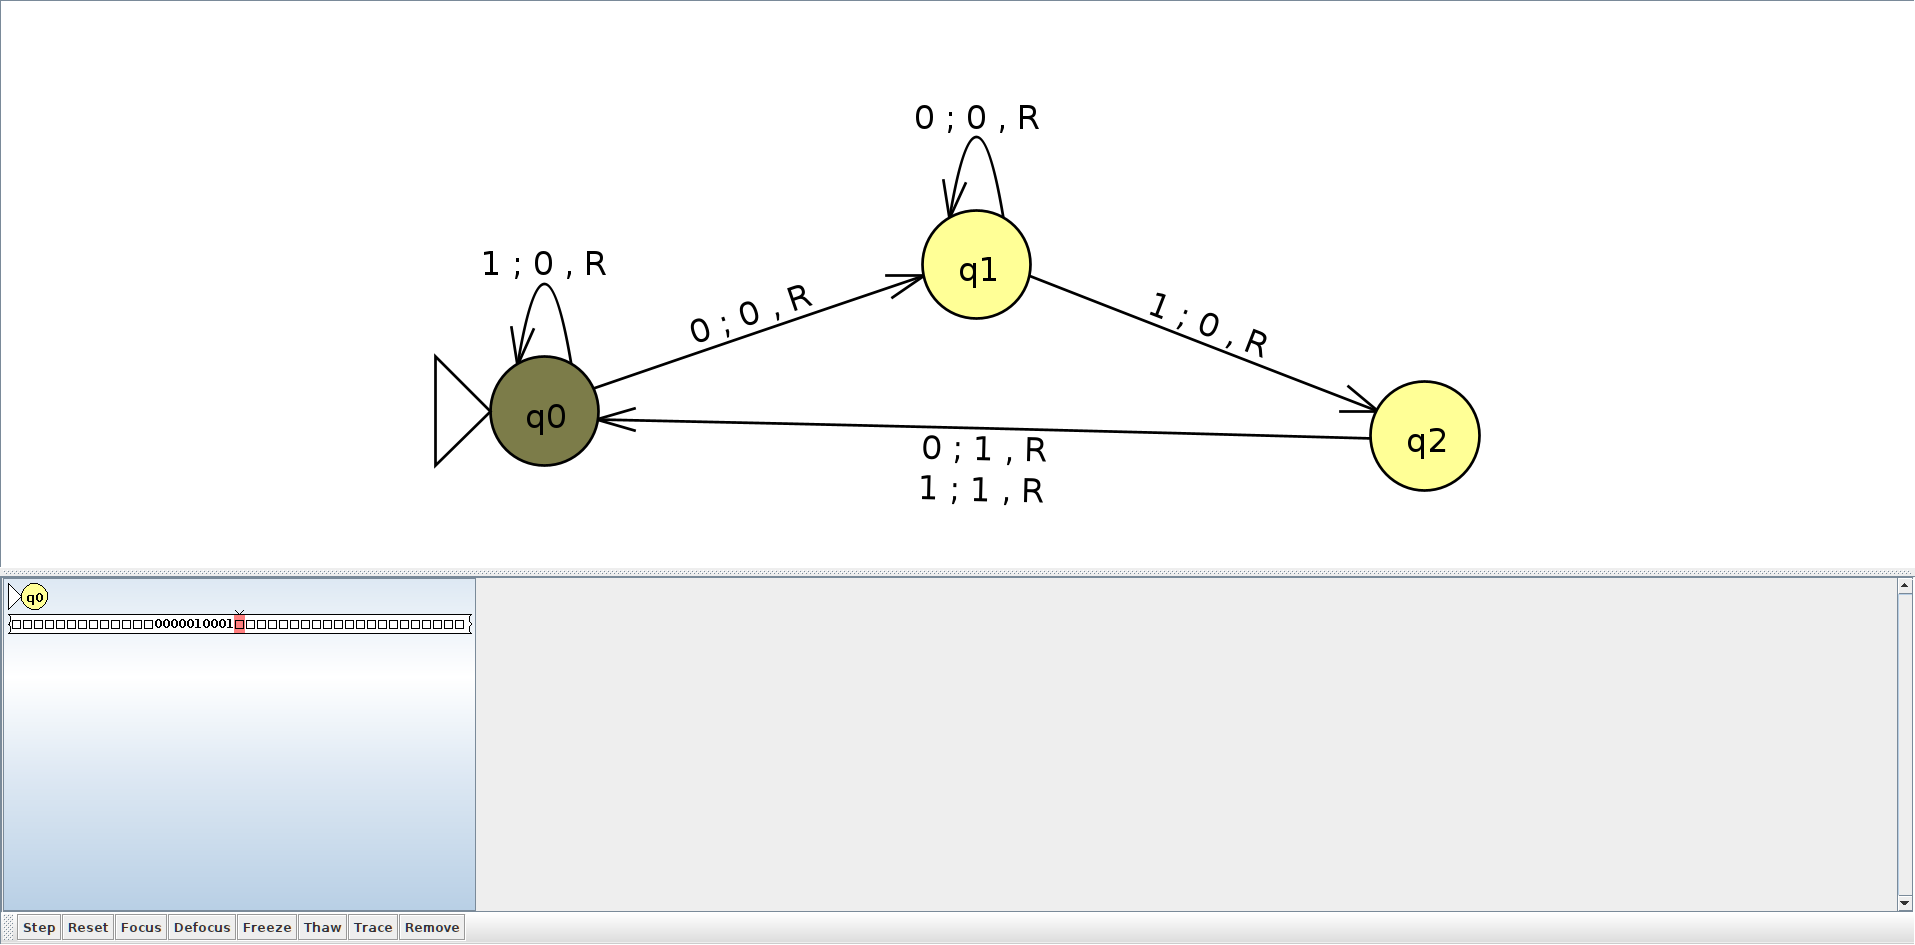 0 ; 0 , R
1 ; 0 , R
0 ; 0 , R
q1
1 ; 0 , R
q0
q2
0 ; 1 , R
1 ; 1 , R
q0
□□□□□□□□□□□□□0000010001□□□□□□□□□□□□□□□□□□□□□
Step Reset Focus Defocus Freeze Thaw Trace Remove